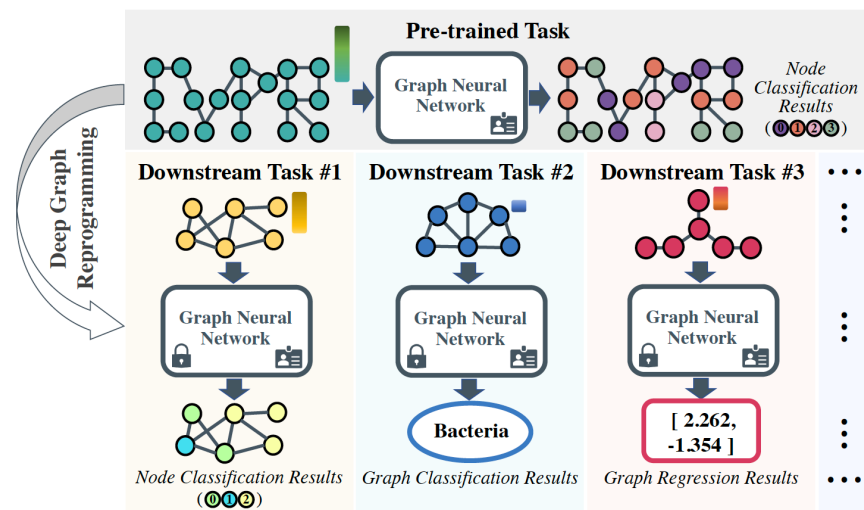 Pre-trained Task
Graph Neural
Network
Node
Classification
Results
(0 1 2 3)
Deep Graph
Reprogramming
Downstream Task #1
Graph Neural
Network
Node Classification Results
(0 1 2)
Downstream Task #2
Graph Neural
Network
Bacteria
Graph Classification Results
Downstream Task #3
Graph Neural
Network
[ 2.262,
-1.354 ]
Graph Regression Results